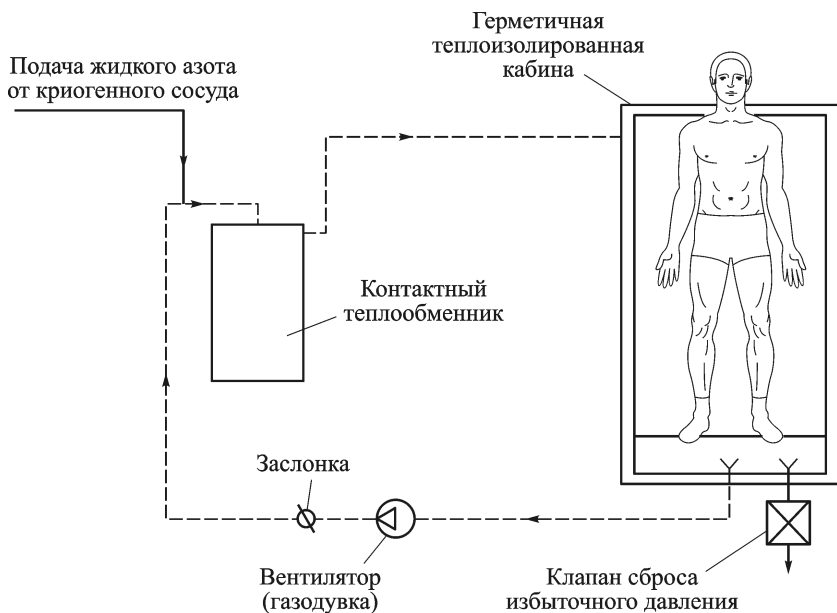 Герметичная
теплоизолированная
кабина
Подача жидкого азота
от криогенного сосуда
Контактный
теплообменник
Заслонка
Вентилятор
(газодувка)
Клапан сброса
избыточного давления